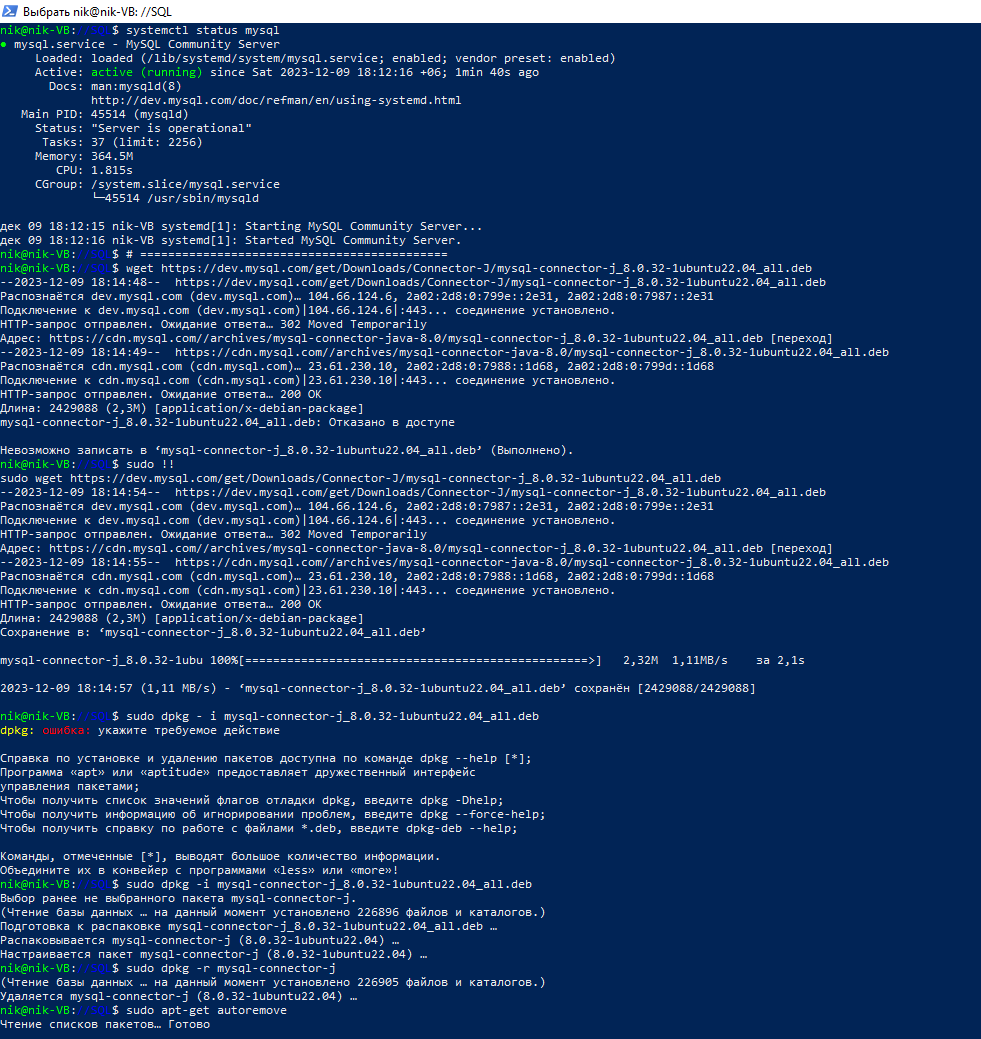 Выбрать nik@nik-VB: //SQL
nik@nik-VB://SQL$ systemctl status mysql
● mysql.service - MySQL Community Server
     Loaded: loaded (/lib/systemd/system/mysql.service; enabled; vendor preset: enabled)
     Active: active (running) since Sat 2023-12-09 18:12:16 +06; 1min 40s ago
       Docs: man:mysqld(8)
             http://dev.mysql.com/doc/refman/en/using-systemd.html
   Main PID: 45514 (mysqld)
     Status: "Server is operational"
      Tasks: 37 (limit: 2256)
     Memory: 364.5M
        CPU: 1.815s
     CGroup: /system.slice/mysql.service
             └─45514 /usr/sbin/mysqld
дек 09 18:12:15 nik-VB systemd[1]: Starting MySQL Community Server...
дек 09 18:12:16 nik-VB systemd[1]: Started MySQL Community Server.
nik@nik-VB://SQL$ # ============================================
nik@nik-VB://SQL$ wget https://dev.mysql.com/get/Downloads/Connector-J/mysql-connector-j_8.0.32-1ubuntu22.04_all.deb
--2023-12-09 18:14:48--  https://dev.mysql.com/get/Downloads/Connector-J/mysql-connector-j_8.0.32-1ubuntu22.04_all.deb
Распознаётся dev.mysql.com (dev.mysql.com)… 104.66.124.6, 2a02:2d8:0:799e::2e31, 2a02:2d8:0:7987::2e31
Подключение к dev.mysql.com (dev.mysql.com)|104.66.124.6|:443... соединение установлено.
HTTP-запрос отправлен. Ожидание ответа… 302 Moved Temporarily
Адрес: https://cdn.mysql.com//archives/mysql-connector-java-8.0/mysql-connector-j_8.0.32-1ubuntu22.04_all.deb [переход]
--2023-12-09 18:14:49--  https://cdn.mysql.com//archives/mysql-connector-java-8.0/mysql-connector-j_8.0.32-1ubuntu22.04_all.deb
Распознаётся cdn.mysql.com (cdn.mysql.com)… 23.61.230.10, 2a02:2d8:0:7988::1d68, 2a02:2d8:0:799d::1d68
Подключение к cdn.mysql.com (cdn.mysql.com)|23.61.230.10|:443... соединение установлено.
HTTP-запрос отправлен. Ожидание ответа… 200 OK
Длина: 2429088 (2,3M) [application/x-debian-package]
mysql-connector-j_8.0.32-1ubuntu22.04_all.deb: Отказано в доступе
Невозможно записать в ‘mysql-connector-j_8.0.32-1ubuntu22.04_all.deb’ (Выполнено).
nik@nik-VB://SQL$ sudo !!
sudo wget https://dev.mysql.com/get/Downloads/Connector-J/mysql-connector-j_8.0.32-1ubuntu22.04_all.deb
--2023-12-09 18:14:54--  https://dev.mysql.com/get/Downloads/Connector-J/mysql-connector-j_8.0.32-1ubuntu22.04_all.deb
Распознаётся dev.mysql.com (dev.mysql.com)… 104.66.124.6, 2a02:2d8:0:7987::2e31, 2a02:2d8:0:799e::2e31
Подключение к dev.mysql.com (dev.mysql.com)|104.66.124.6|:443... соединение установлено.
HTTP-запрос отправлен. Ожидание ответа… 302 Moved Temporarily
Адрес: https://cdn.mysql.com//archives/mysql-connector-java-8.0/mysql-connector-j_8.0.32-1ubuntu22.04_all.deb [переход]
--2023-12-09 18:14:55--  https://cdn.mysql.com//archives/mysql-connector-java-8.0/mysql-connector-j_8.0.32-1ubuntu22.04_all.deb
Распознаётся cdn.mysql.com (cdn.mysql.com)… 23.61.230.10, 2a02:2d8:0:7988::1d68, 2a02:2d8:0:799d::1d68
Подключение к cdn.mysql.com (cdn.mysql.com)|23.61.230.10|:443... соединение установлено.
HTTP-запрос отправлен. Ожидание ответа… 200 OK
Длина: 2429088 (2,3M) [application/x-debian-package]
Сохранение в: ‘mysql-connector-j_8.0.32-1ubuntu22.04_all.deb’
mysql-connector-j_8.0.32-1ubu 100%[=================================================>]   2,32M  1,11MB/s    за 2,1s
2023-12-09 18:14:57 (1,11 MB/s) - ‘mysql-connector-j_8.0.32-1ubuntu22.04_all.deb’ сохранён [2429088/2429088]
nik@nik-VB://SQL$ sudo dpkg - i mysql-connector-j_8.0.32-1ubuntu22.04_all.deb
dpkg: ошибка: укажите требуемое действие
Справка по установке и удалению пакетов доступна по команде dpkg --help [*];
Программа «apt» или «aptitude» предоставляет дружественный интерфейс
управления пакетами;
Чтобы получить список значений флагов отладки dpkg, введите dpkg -Dhelp;
Чтобы получить информацию об игнорировании проблем, введите dpkg --force-help;
Чтобы получить справку по работе с файлами *.deb, введите dpkg-deb --help;
Команды, отмеченные [*], выводят большое количество информации.
Объедините их в конвейер с программами «less» или «more»!
nik@nik-VB://SQL$ sudo dpkg -i mysql-connector-j_8.0.32-1ubuntu22.04_all.deb
Выбор ранее не выбранного пакета mysql-connector-j.
(Чтение базы данных … на данный момент установлено 226896 файлов и каталогов.)
Подготовка к распаковке mysql-connector-j_8.0.32-1ubuntu22.04_all.deb …
Распаковывается mysql-connector-j (8.0.32-1ubuntu22.04) …
Настраивается пакет mysql-connector-j (8.0.32-1ubuntu22.04) …
nik@nik-VB://SQL$ sudo dpkg -r mysql-connector-j
(Чтение базы данных … на данный момент установлено 226905 файлов и каталогов.)
Удаляется mysql-connector-j (8.0.32-1ubuntu22.04) …
nik@nik-VB://SQL$ sudo apt-get autoremove
Чтение списков пакетов… Готово